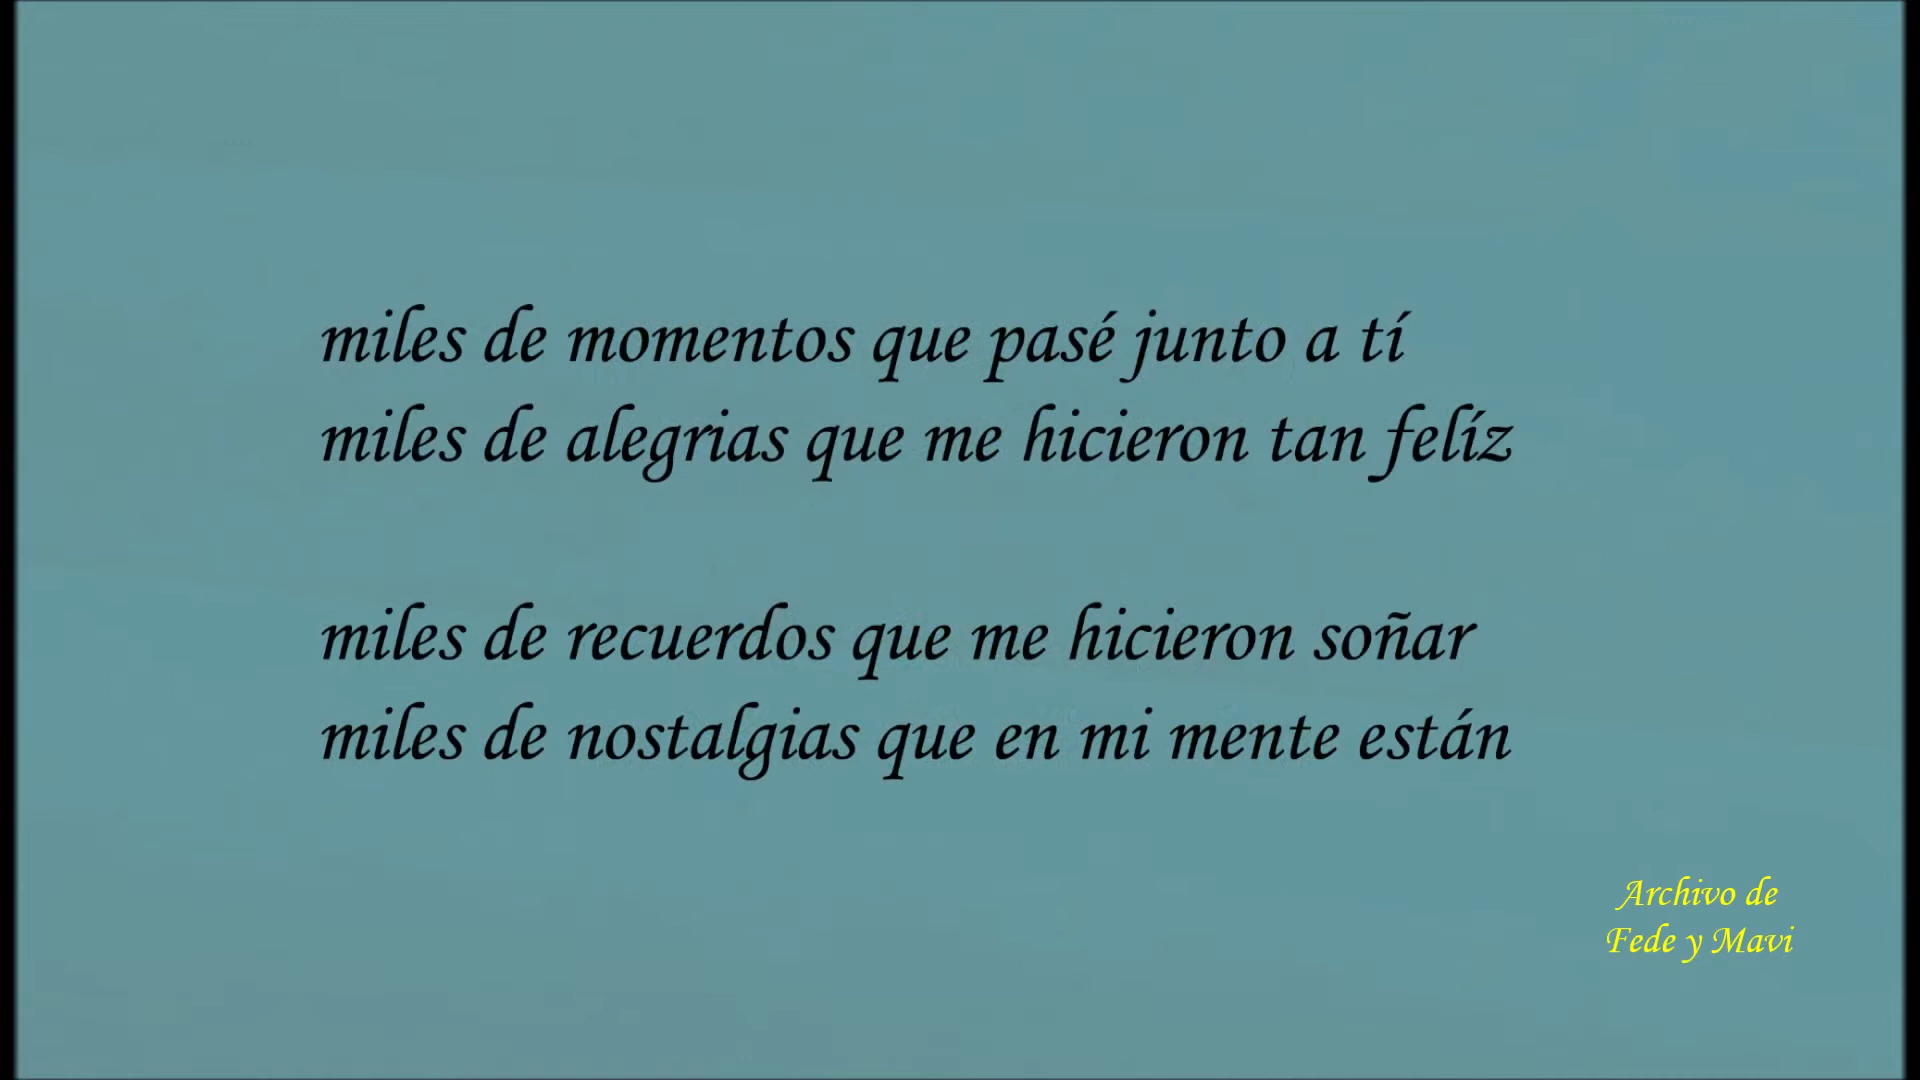 miles de momentos que pasé junto a tí
miles de alegrias que me hicieron tan felíz
miles de recuerdos que me hicieron soñar
miles de nostalgias que en mi mente están
Archivo de
Fede y Mavi